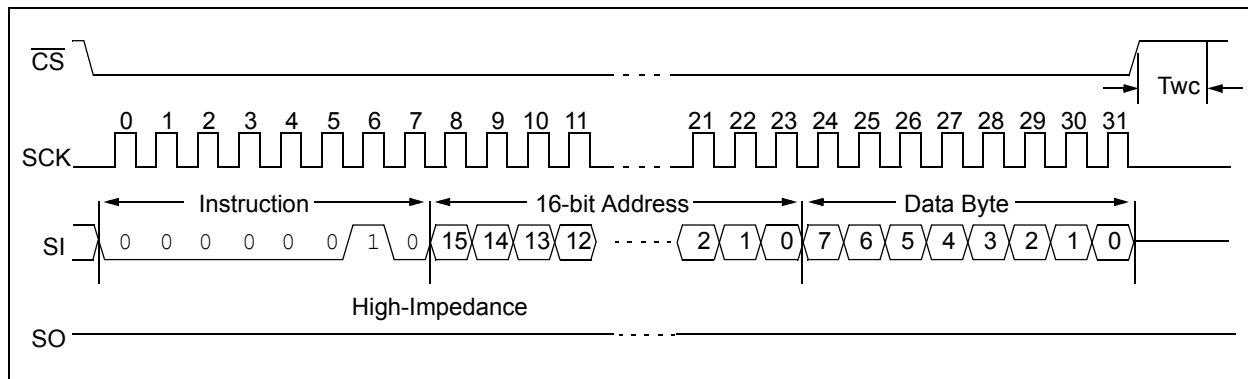 CS
Twc
0 1 2 3 4 5 6 7 8 9 10 11 21 22 23 24 25 26 27 28 29 30 31
SCK
Instruction 16-bit Address Data Byte
SI 0 0 0 0 0 0 1 0 15 14 13 12 2 1 0 7 6 5 4 3 2 1 0
High-Impedance
SO